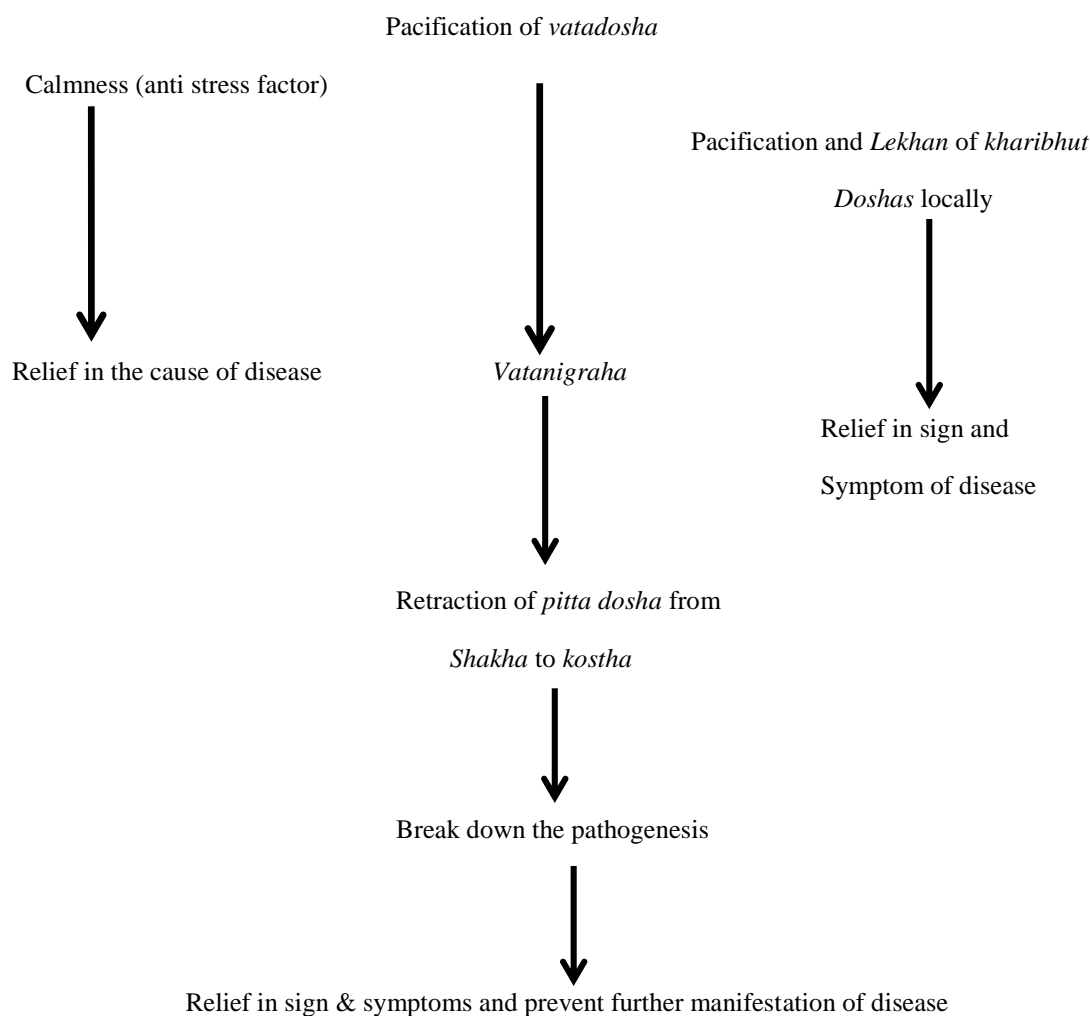 Pacification of vatadosha
Calmness (anti stress factor)
Pacification and Lekhan of kharibhut
Doshas locally
Relief in the cause of disease
Vatanigraha
Relief in sign and
Symptom of disease
Retraction of pitta dosha from
Shakha to kostha
Break down the pathogenesis
Relief in sign & symptoms and prevent further manifestation of disease